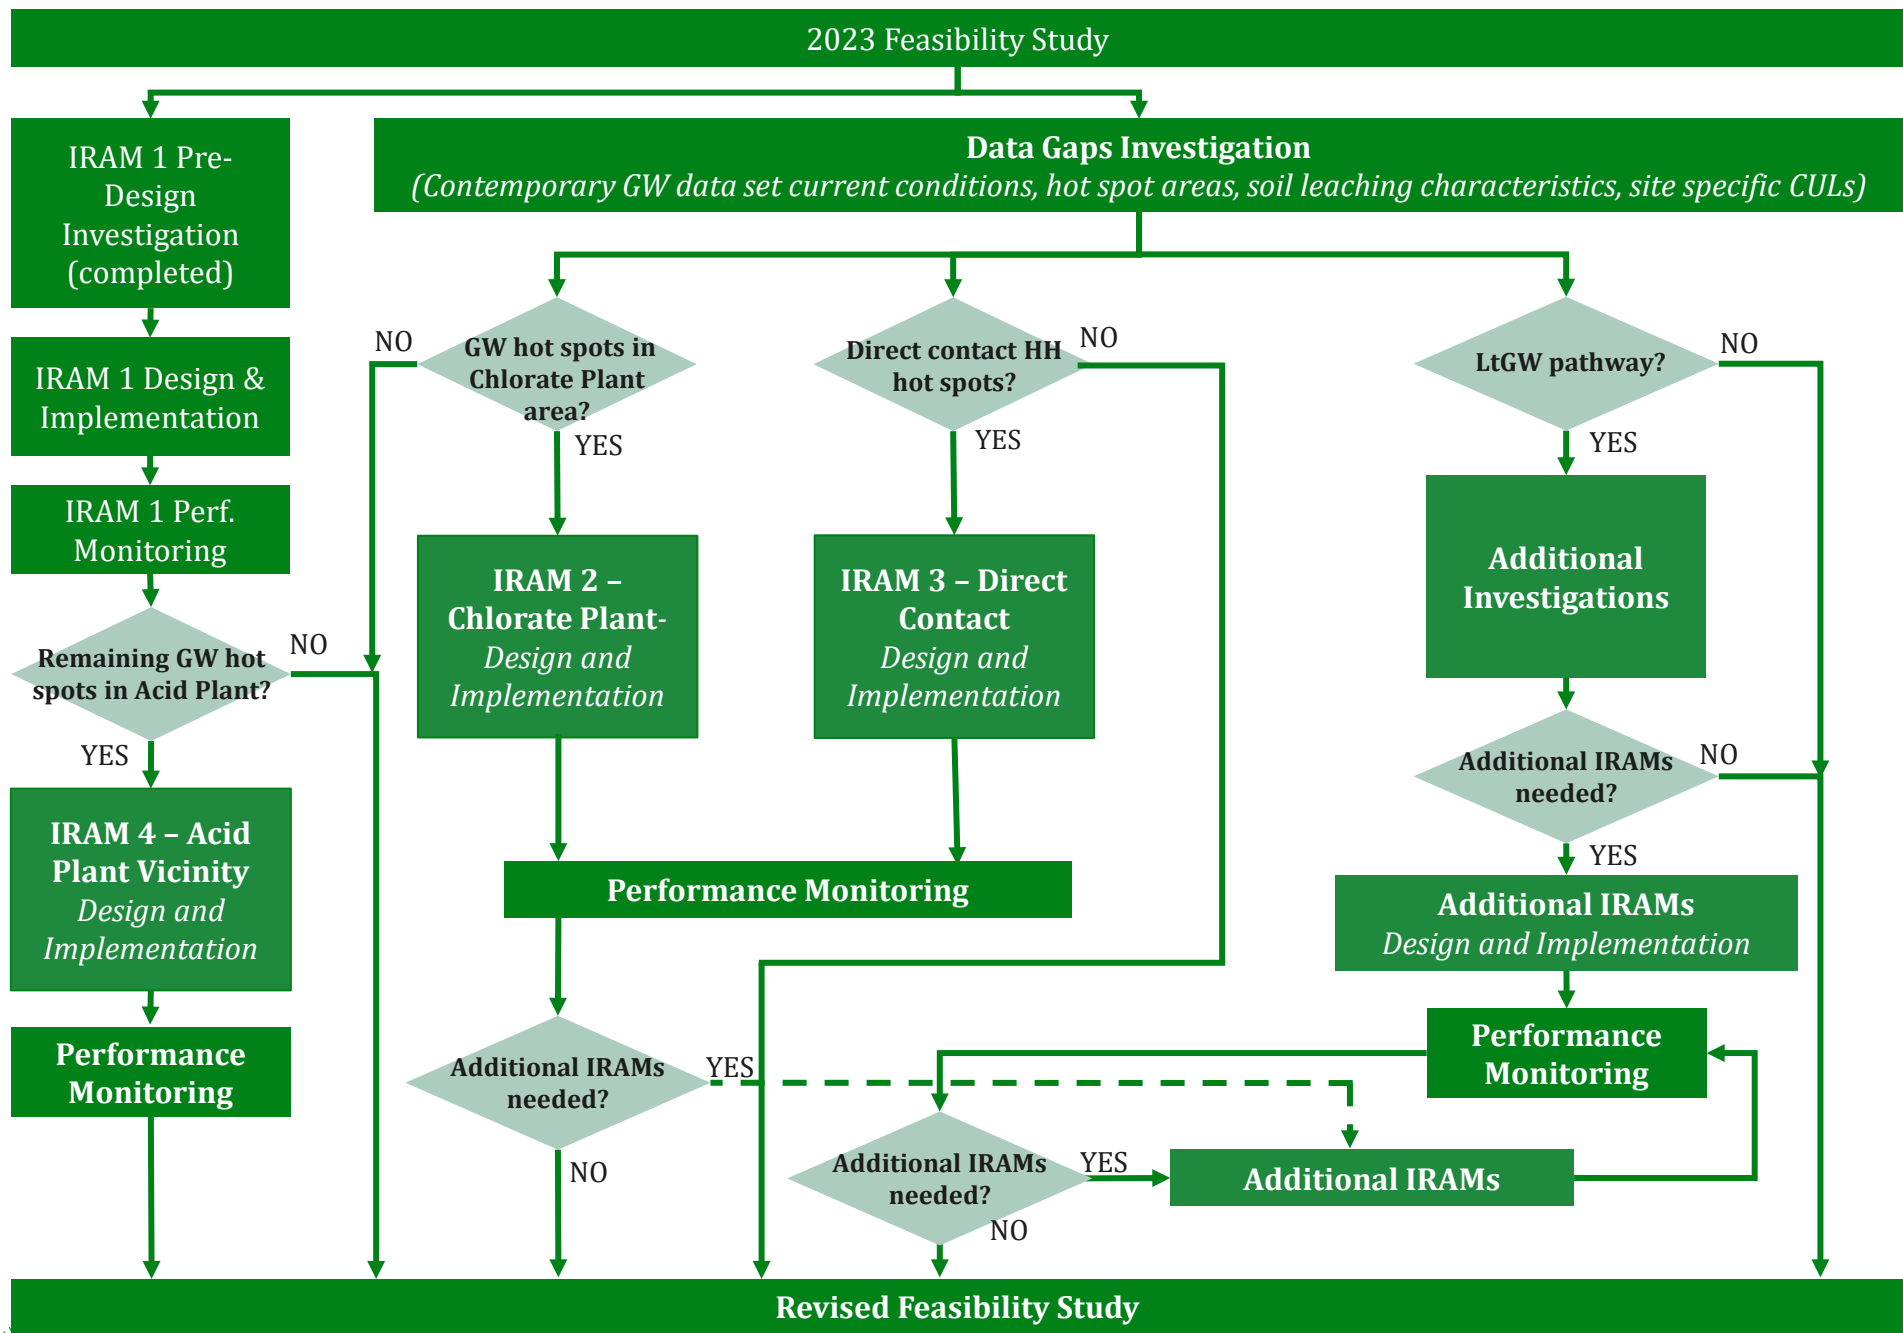 2023 Feasibility Study
IRAM 1 Pre-
Design
Investigation
(completed)
Data Gaps Investigation
(Contemporary GW data set current conditions, hot spot areas, soil leaching characteristics, site specific CULs)
IRAM 1 Design &
Implementation
IRAM 1 Perf.
Monitoring
Remaining GW hot
spots in Acid Plant?
NO
YES
IRAM 4 – Acid
Plant Vicinity
Design and
Implementation
Performance
Monitoring
NO
GW hot spots in
Chlorate Plant
area?
YES
IRAM 2 –
Chlorate Plant-
Design and
Implementation
Direct contact HH
hot spots?
NO
YES
IRAM 3 – Direct
Contact
Design and
Implementation
Performance Monitoring
Additional IRAMs
needed?
YES
NO
LtGW pathway?
NO
YES
Additional
Investigations
Additional IRAMs
needed?
NO
YES
Additional IRAMs
Design and Implementation
Performance
Monitoring
Additional IRAMs
needed?
YES
NO
Additional IRAMs
Revised Feasibility Study